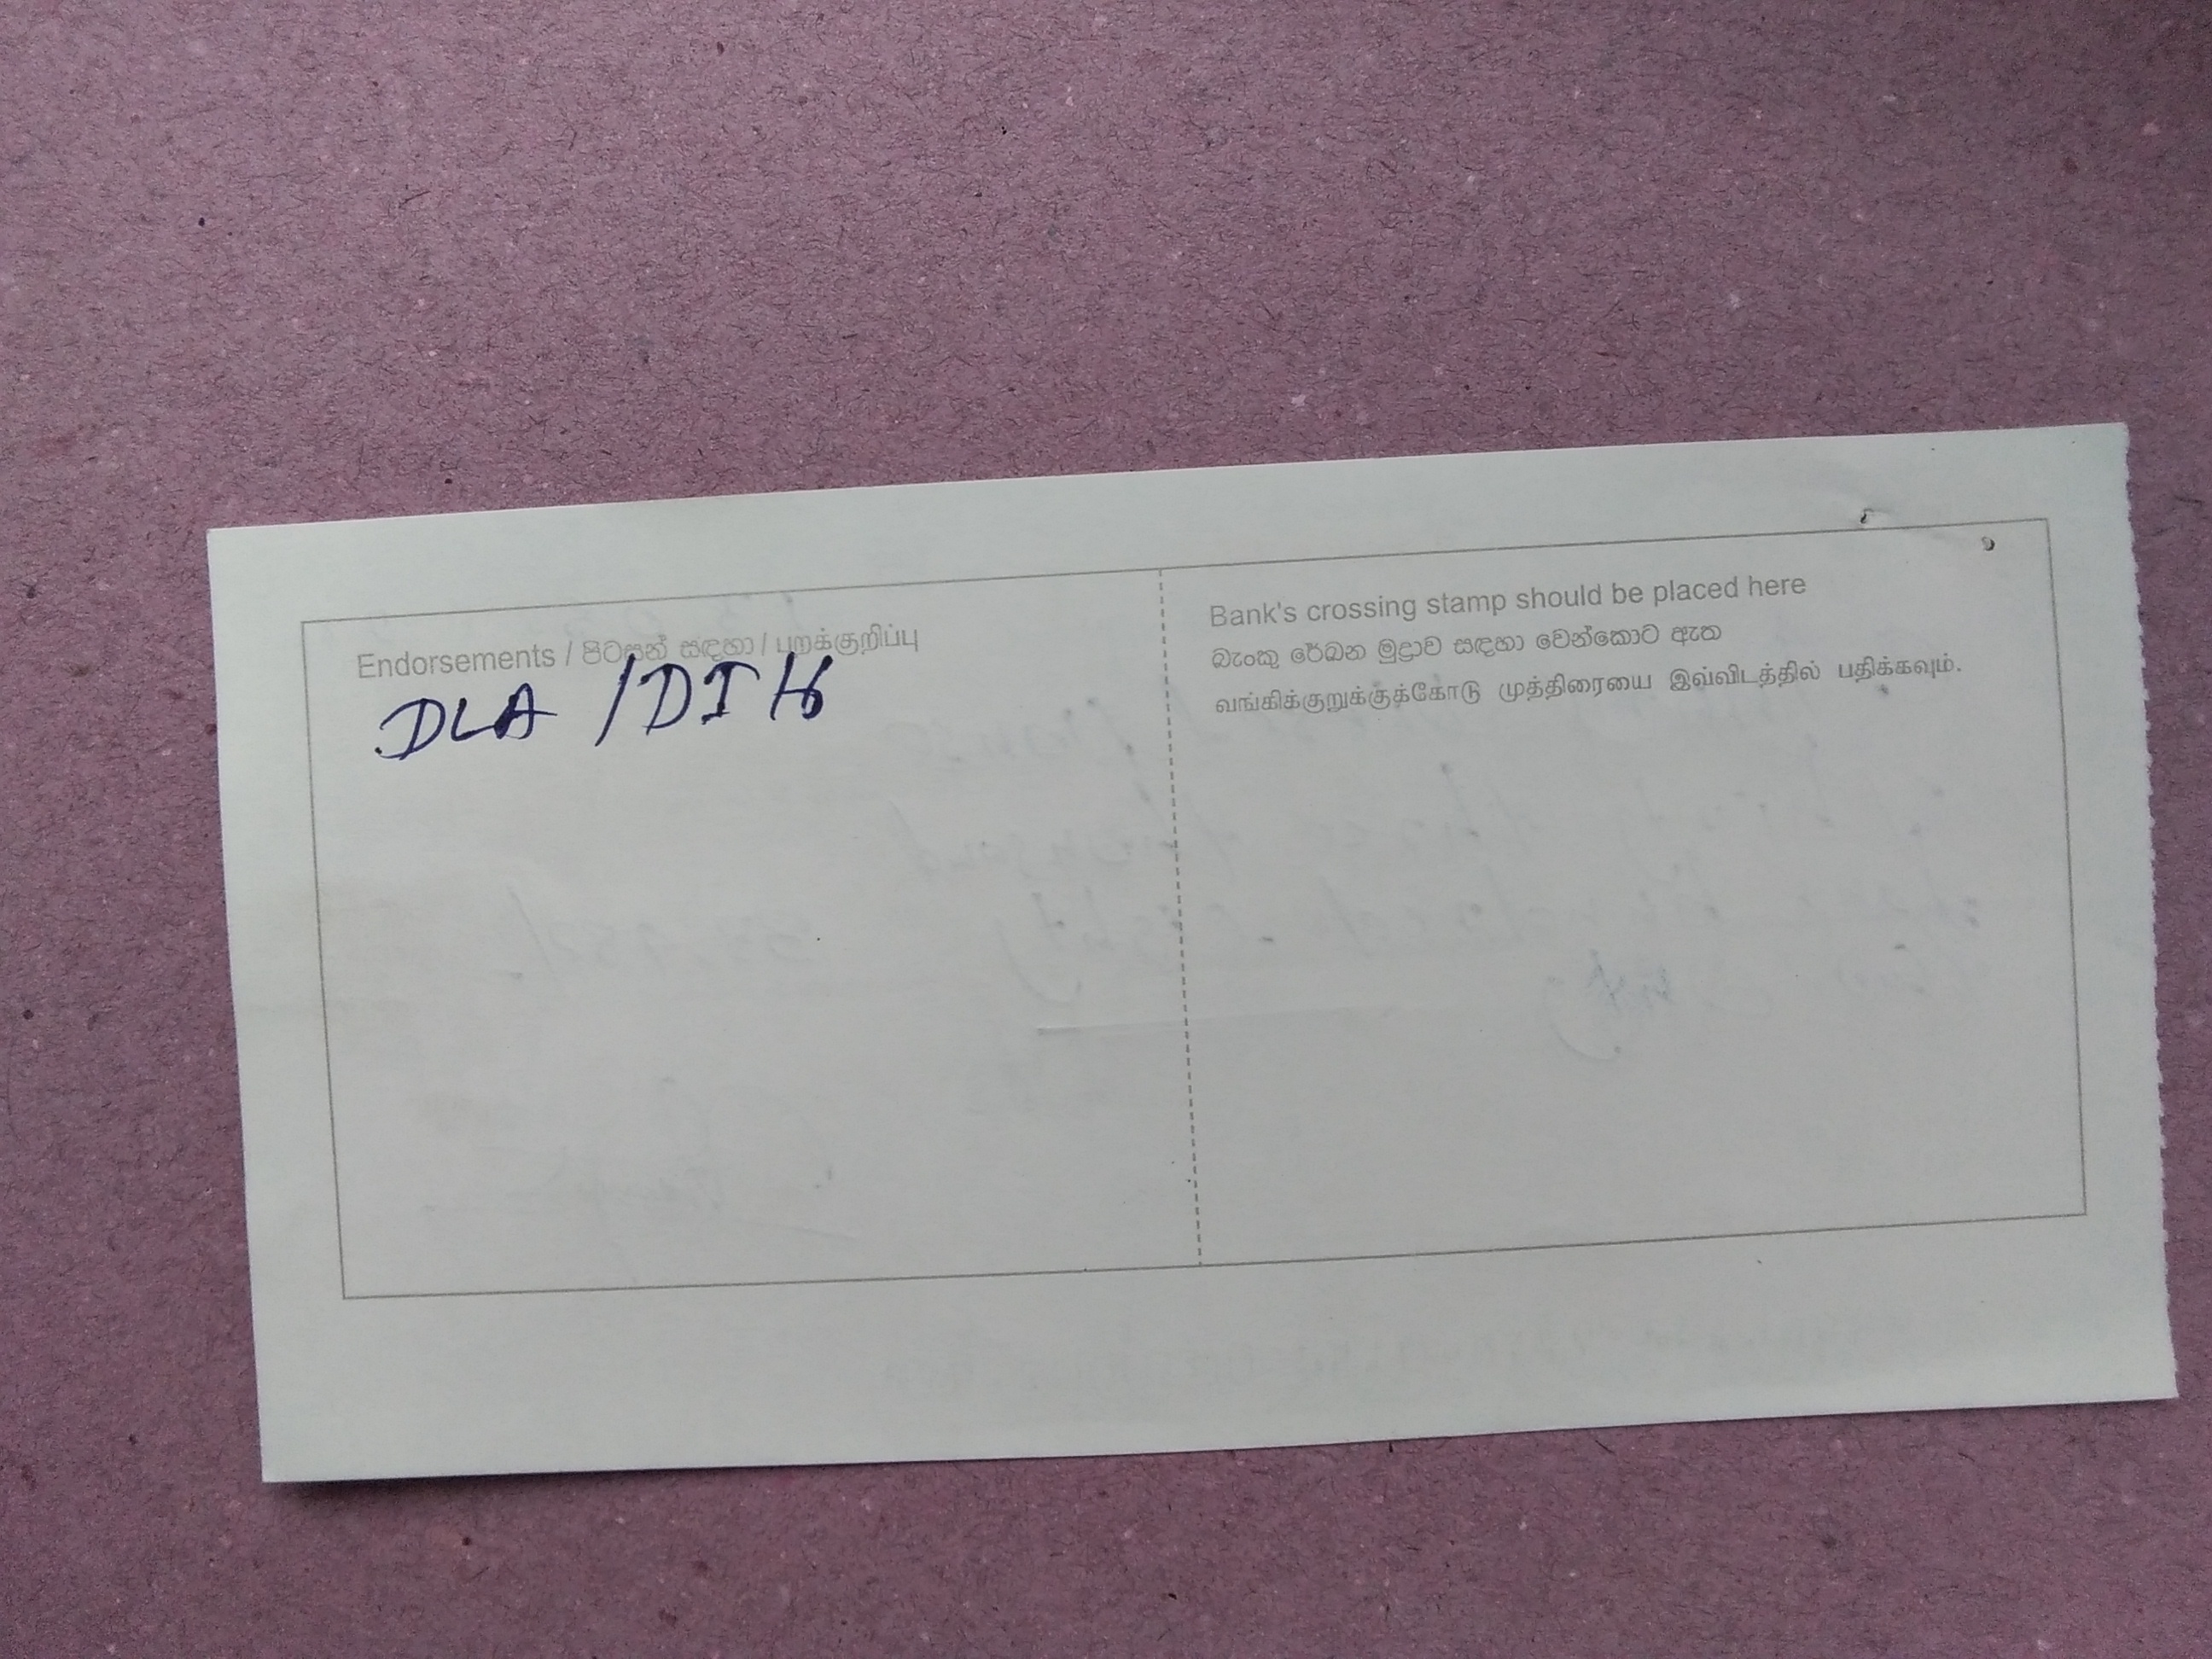 Endorsements / පිටසන් සඳහා / புறக்குறிப்பு
DLA / DI 16
Bank's crossing stamp should be placed here
බැංකු රේඛන මුද්‍රාව සඳහා වෙන්කොට ඇත
வங்கிக்குறுக்குக்கோடு முத்திரையை இவ்விடத்தில் பதிக்கவும்.